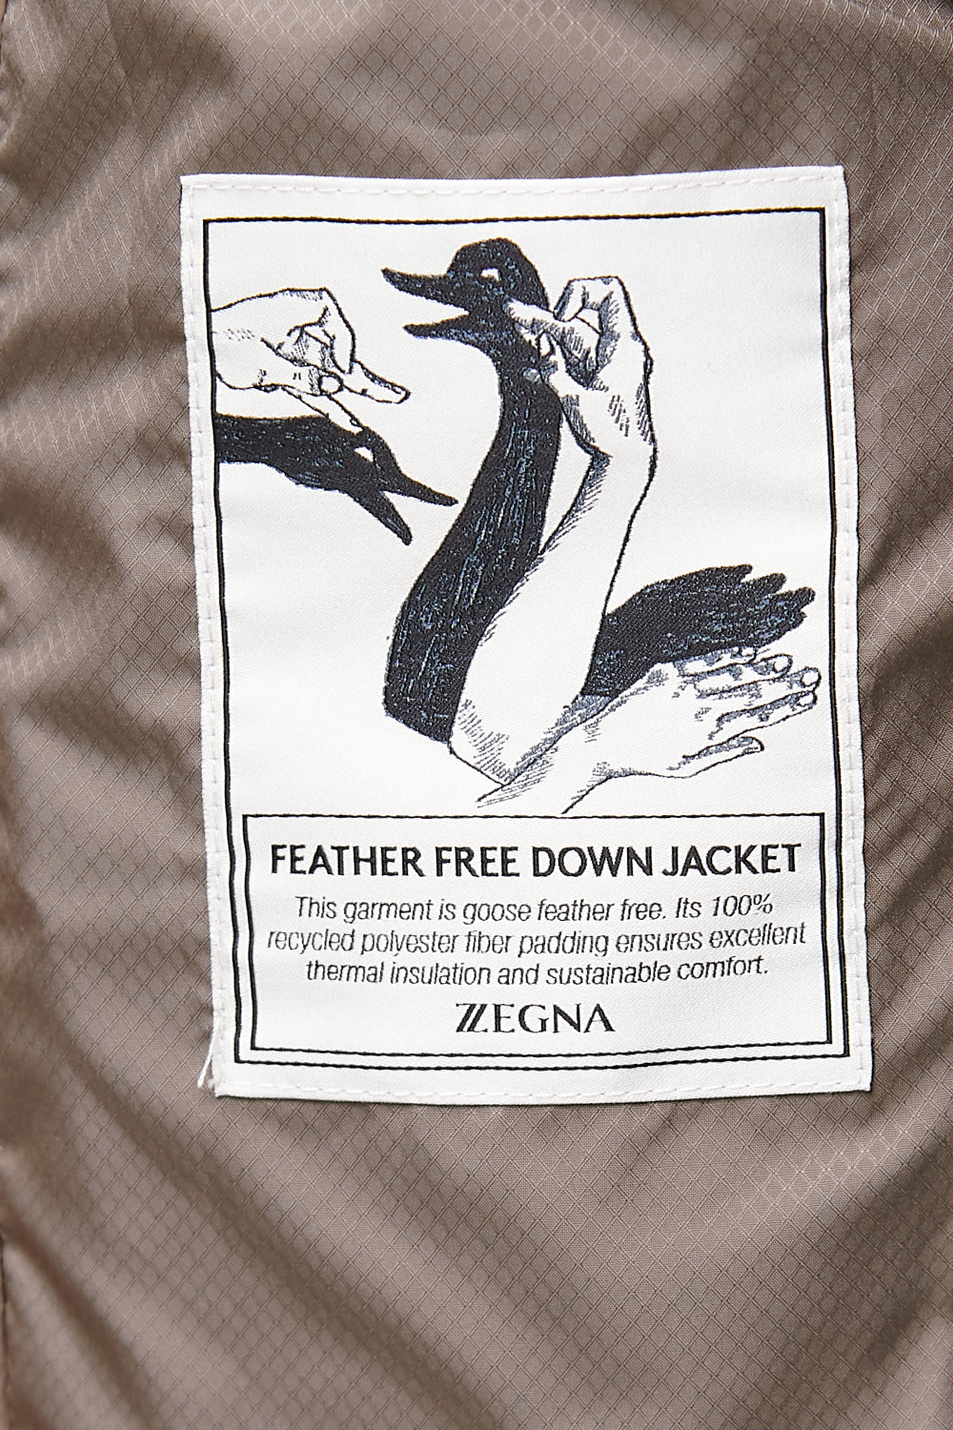 FEATHER FREE DOWN JACKET
This garment is goose feather free. Its 100%
recycled polyester fiber padding ensures excellent
thermal insulation and sustainable comfort.
ZZEGNA